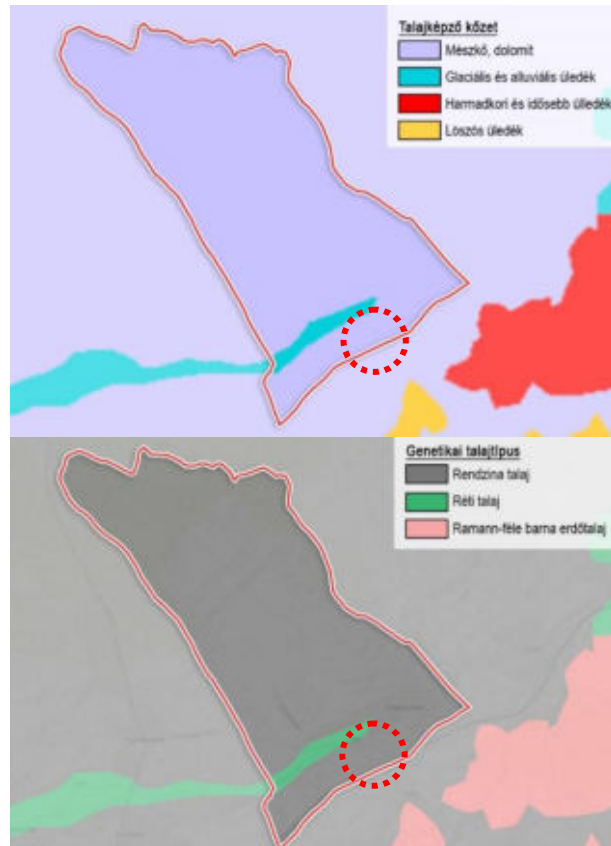 Talajképző kőzet
Mészkő, dolomit
Glaciális és alluviális üledék
Harmadkori és idősebb ülledék
Löszös üledék
Genetikai talajtípus
Rendzina talaj
Réti talaj
Ramann-féle barna erdőtalaj